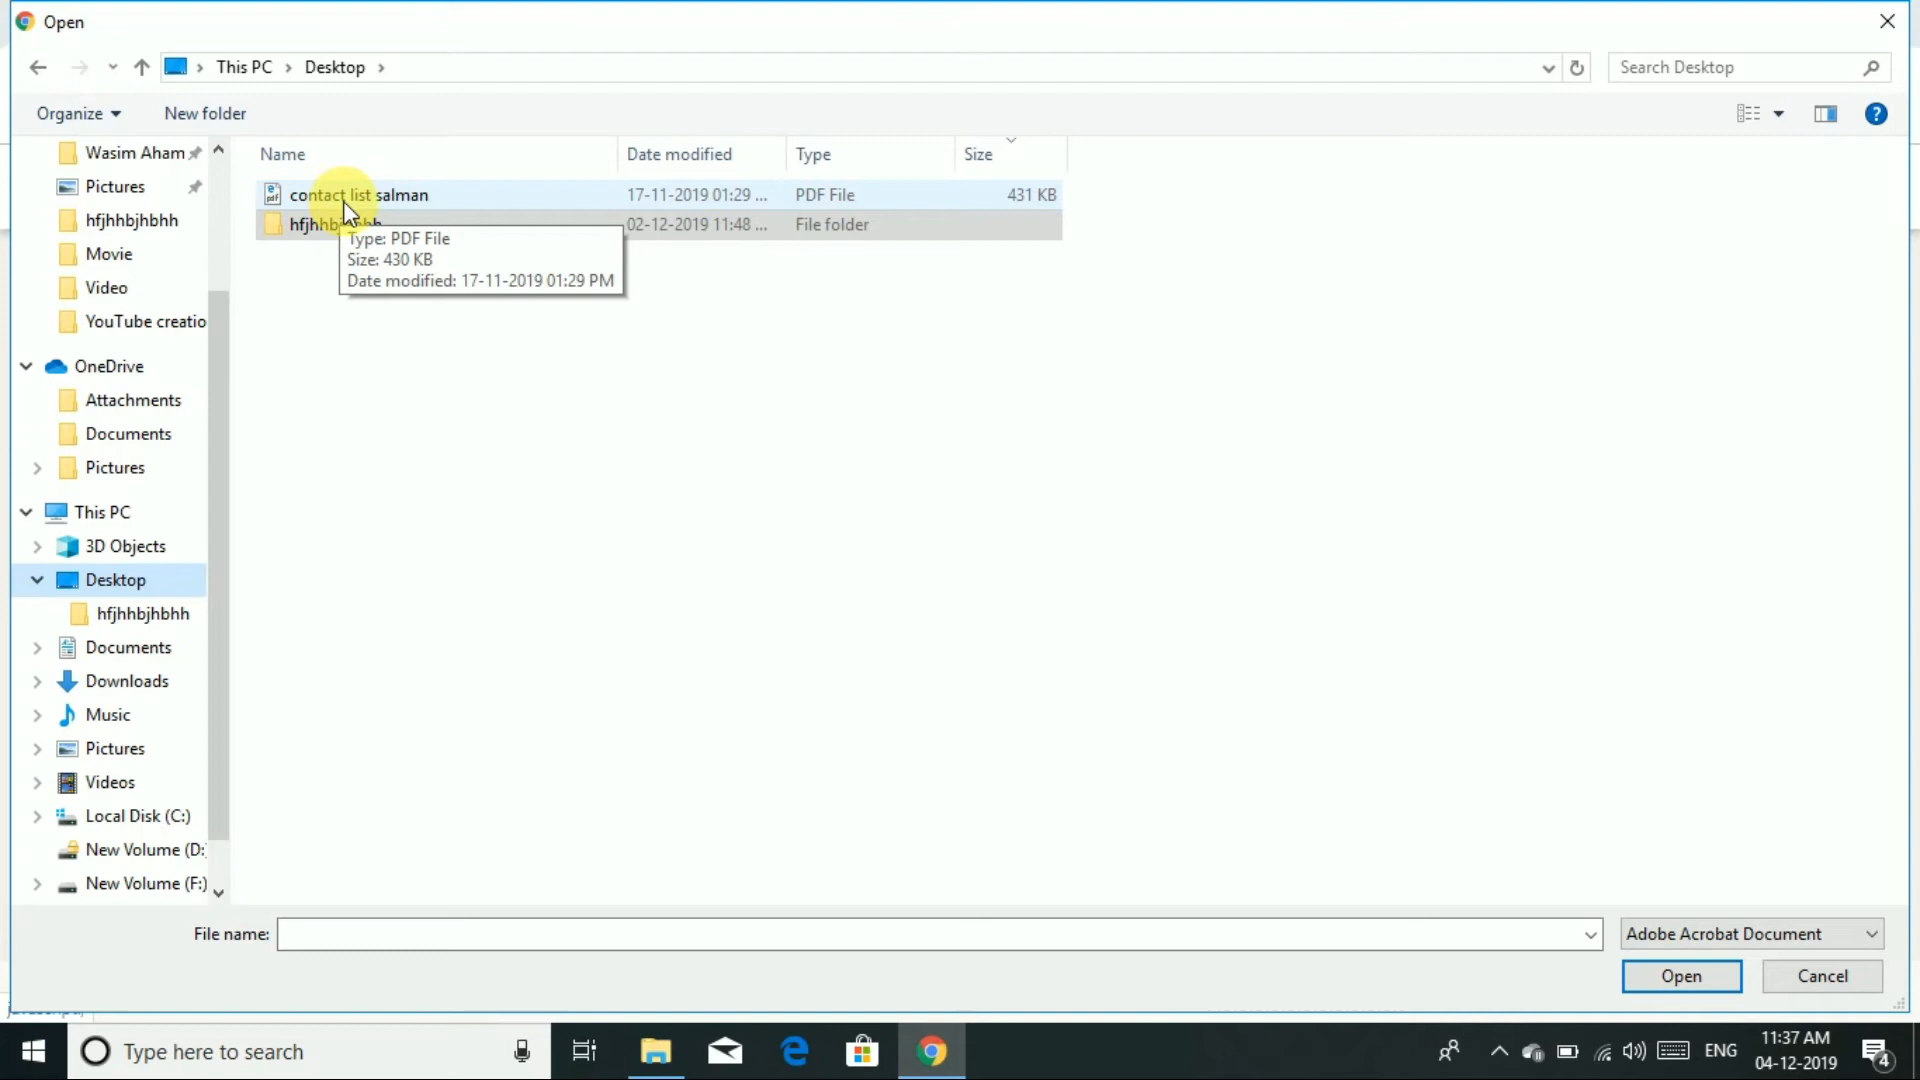 Open
This PC
Desktop
Search Desktop
Organize
New folder
Name
Date modified
Type
Size
contact list salman
17-11-2019 01:29 ...
PDF File
431 KB
02-12-2019 11:48 ...
File folder
Type: PDF File
Size: 430 KB
Date modified: 17-11-2019 01:29 PM
Wasim Aham
Pictures
hfjhhbjhbhh
Movie
Video
YouTube creatio
OneDrive
Attachments
Documents
Pictures
This PC
3D Objects
Desktop
hfjhhbjhbhh
Documents
Downloads
Music
Pictures
Videos
Local Disk (C:)
New Volume (D:
New Volume (F:)
File name:
Adobe Acrobat Document
Open
Cancel
Type here to search
ENG
11:37 AM
04-12-2019
4